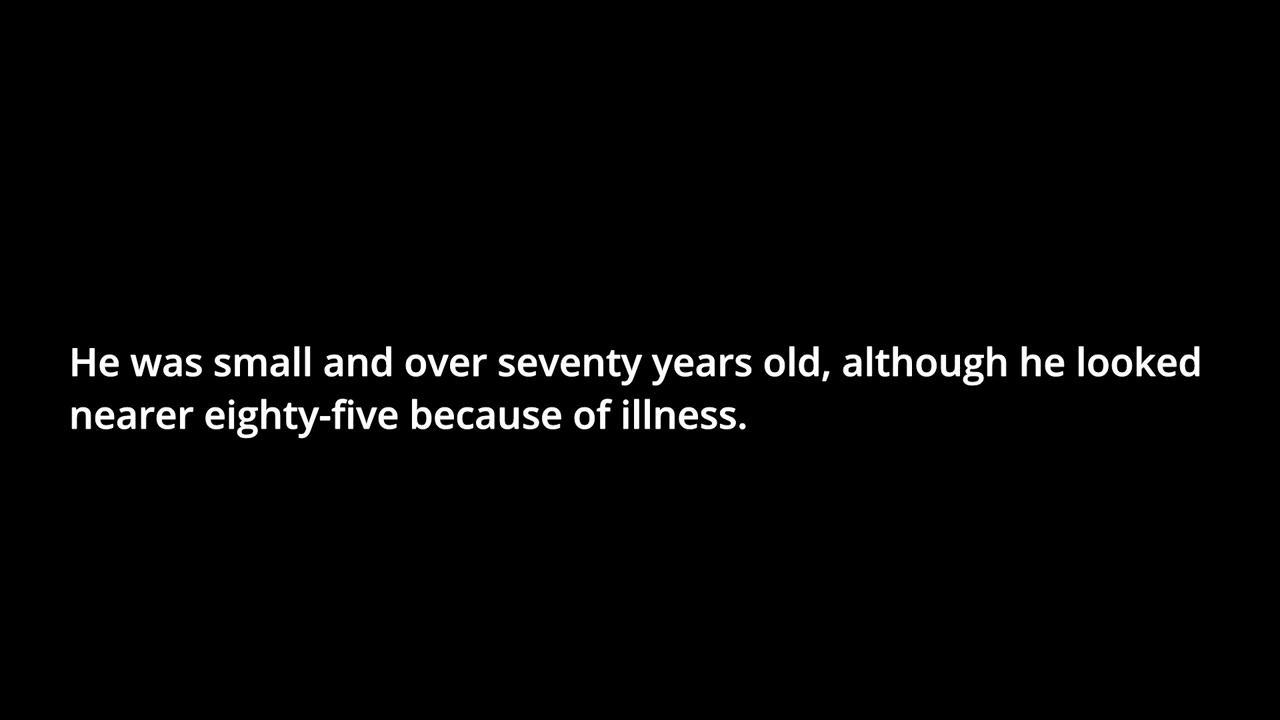 He was small and over seventy years old, although he looked
nearer eighty-five because of illness.